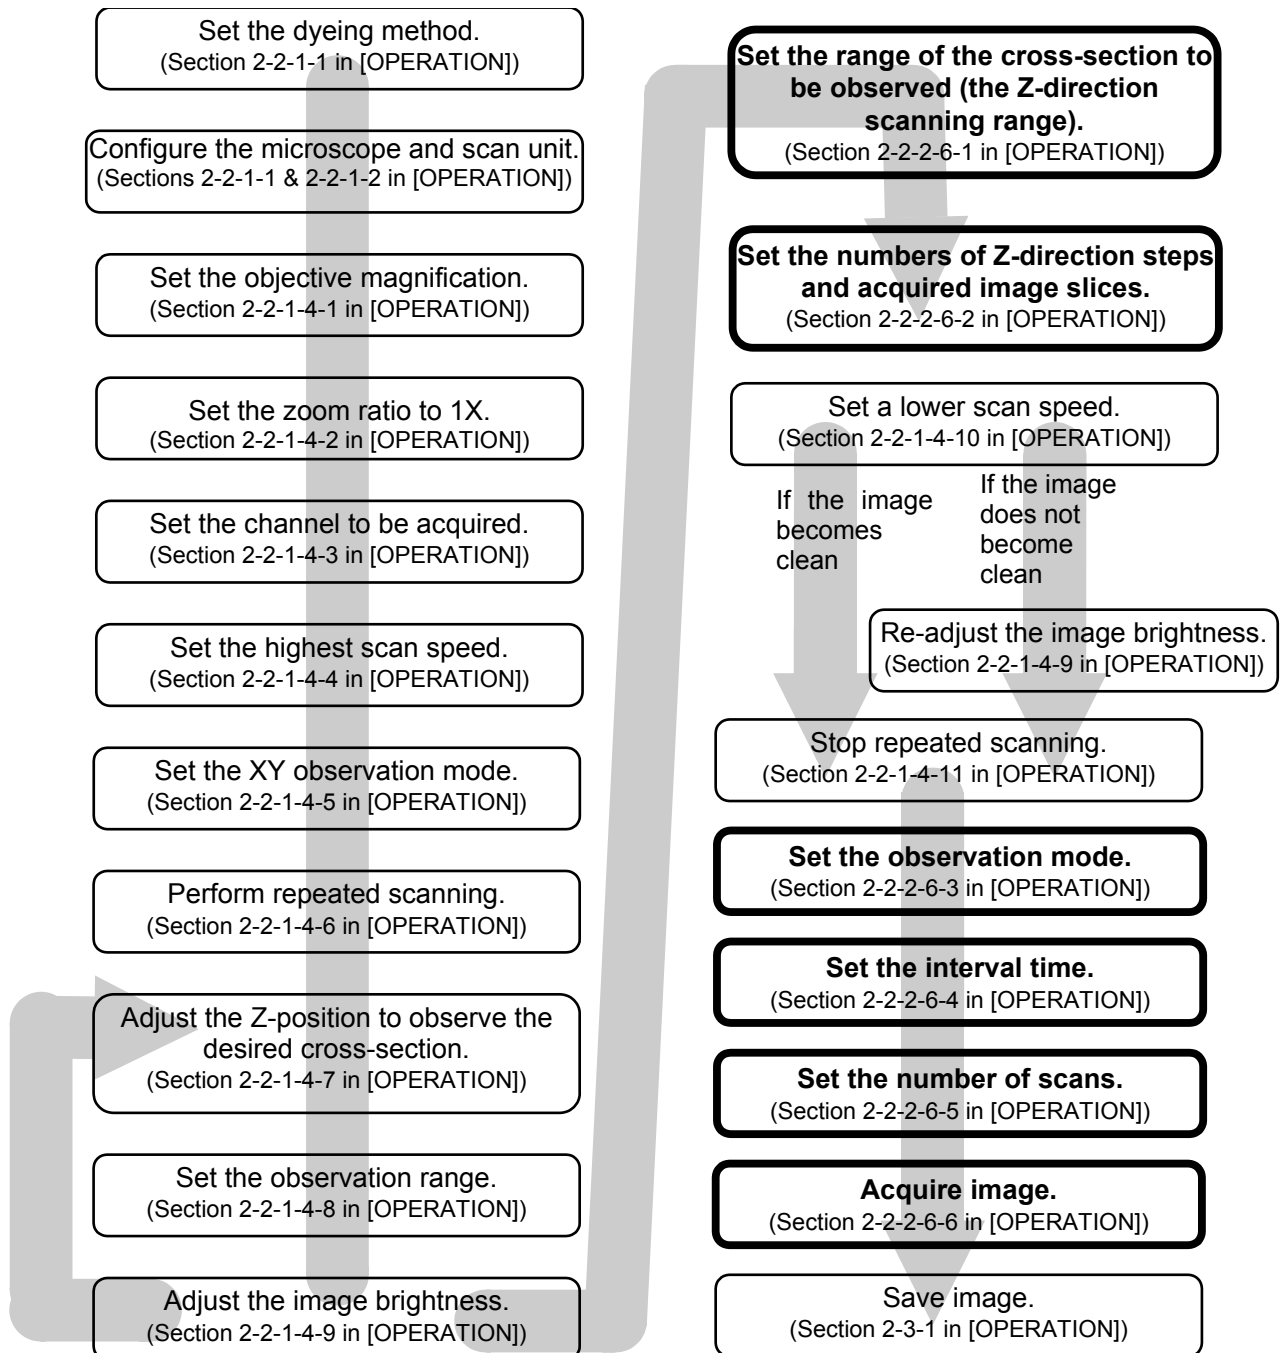 Set the dyeing method.
(Section 2-2-1-1 in [OPERATION])
Configure the microscope and scan unit.
(Sections 2-2-1-1 & 2-2-1-2 in [OPERATION])
Set the objective magnification.
(Section 2-2-1-4-1 in [OPERATION])
Set the zoom ratio to 1X.
(Section 2-2-1-4-2 in [OPERATION])
Set the channel to be acquired.
(Section 2-2-1-4-3 in [OPERATION])
Set the highest scan speed.
(Section 2-2-1-4-4 in [OPERATION])
Set the XY observation mode.
(Section 2-2-1-4-5 in [OPERATION])
Perform repeated scanning.
(Section 2-2-1-4-6 in [OPERATION])
Adjust the Z-position to observe the
desired cross-section.
(Section 2-2-1-4-7 in [OPERATION])
Set the observation range.
(Section 2-2-1-4-8 in [OPERATION])
Adjust the image brightness.
(Section 2-2-1-4-9 in [OPERATION])
Set the range of the cross-section to
be observed (the Z-direction
scanning range).
(Section 2-2-2-6-1 in [OPERATION])
Set the numbers of Z-direction steps
and acquired image slices.
(Section 2-2-2-6-2 in [OPERATION])
Set a lower scan speed.
(Section 2-2-1-4-10 in [OPERATION])
If the image
becomes
clean
If the image
does not
become
clean
Re-adjust the image brightness.
(Section 2-2-1-4-9 in [OPERATION])
Stop repeated scanning.
(Section 2-2-1-4-11 in [OPERATION])
Set the observation mode.
(Section 2-2-2-6-3 in [OPERATION])
Set the interval time.
(Section 2-2-2-6-4 in [OPERATION])
Set the number of scans.
(Section 2-2-2-6-5 in [OPERATION])
Acquire image.
(Section 2-2-2-6-6 in [OPERATION])
Save image.
(Section 2-3-1 in [OPERATION])